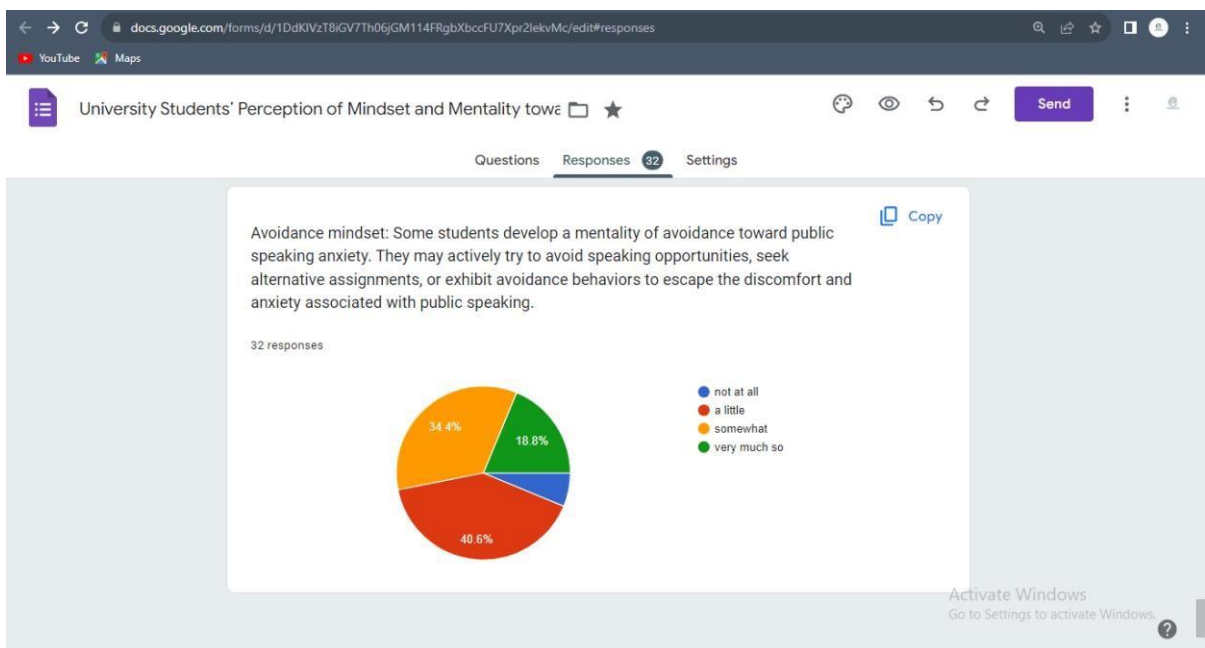 docs.google.com/forms/d/1DdKIVzT8iGV7Th06jGM114FRgbXbccFU7Xpr2lekvMc/edit#responses
YouTube Maps
University Students' Perception of Mindset and Mentality towa
Send
Questions Responses 32 Settings
Copy
Avoidance mindset: Some students develop a mentality of avoidance toward public
speaking anxiety. They may actively try to avoid speaking opportunities, seek
alternative assignments, or exhibit avoidance behaviors to escape the discomfort and
anxiety associated with public speaking.
32 responses
not at all
a little
somewhat
very much so
34.4%
18.8%
40.6%
Activate Windows
Go to Settings to activate Windows.